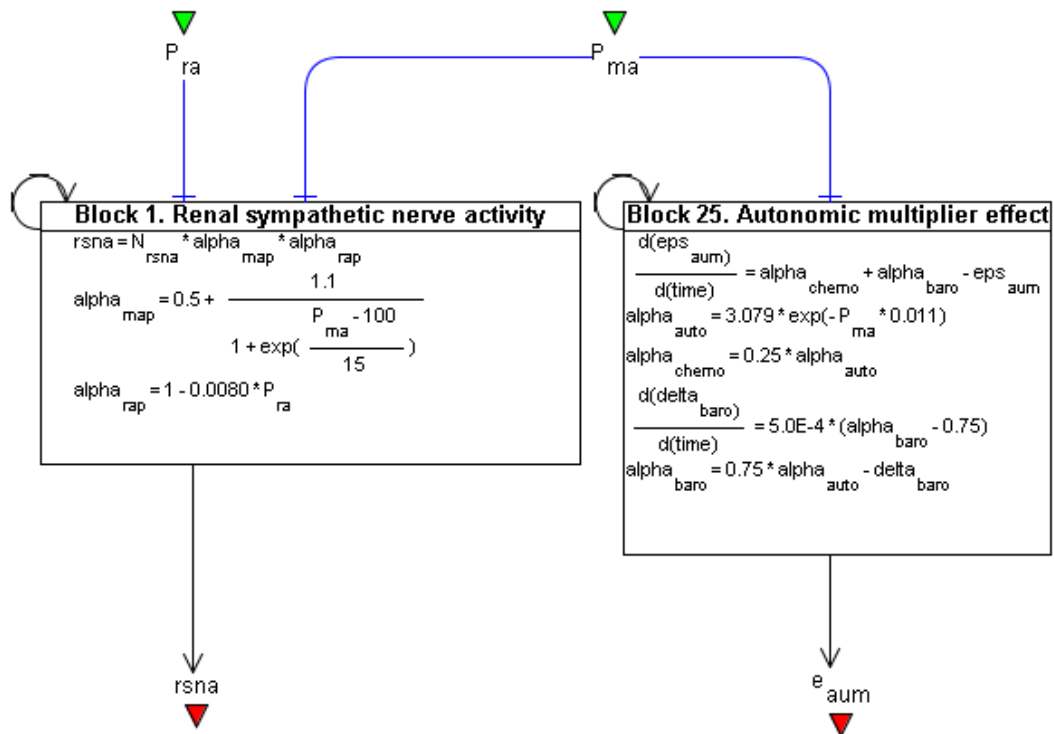 P ra
P ma
Block 1. Renal sympathetic nerve activity
rsna = N rsna * alpha map * alpha rap
alpha map = 0.5 + 1.1
1 + exp( P ma - 100
15 )
alpha rap = 1 - 0.0080 * P ra
Block 25. Autonomic multiplier effect
d(eps aum)
d(time) = alpha chemo + alpha baro - eps aum
alpha auto = 3.079 * exp(- P ma * 0.011)
alpha chemo = 0.25 * alpha auto
d(delta baro)
d(time) = 5.0E-4 * (alpha baro - 0.75)
alpha baro = 0.75 * alpha auto - delta baro
rsna
e aum